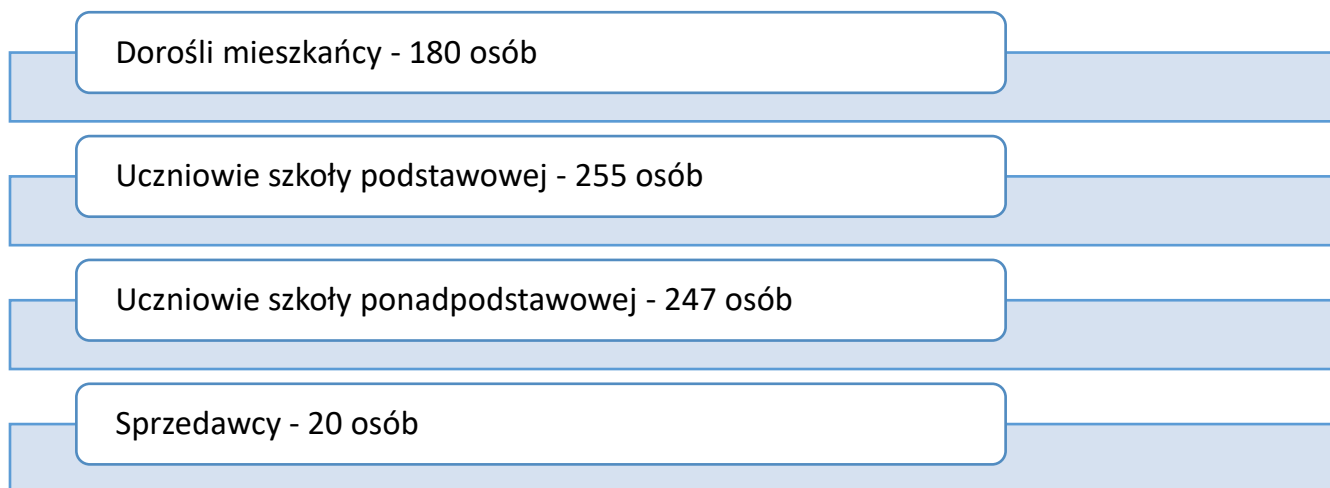 Dorośli mieszkańcy - 180 osób
Uczniowie szkoły podstawowej - 255 osób
Uczniowie szkoły ponadpodstawowej - 247 osób
Sprzedawcy - 20 osób